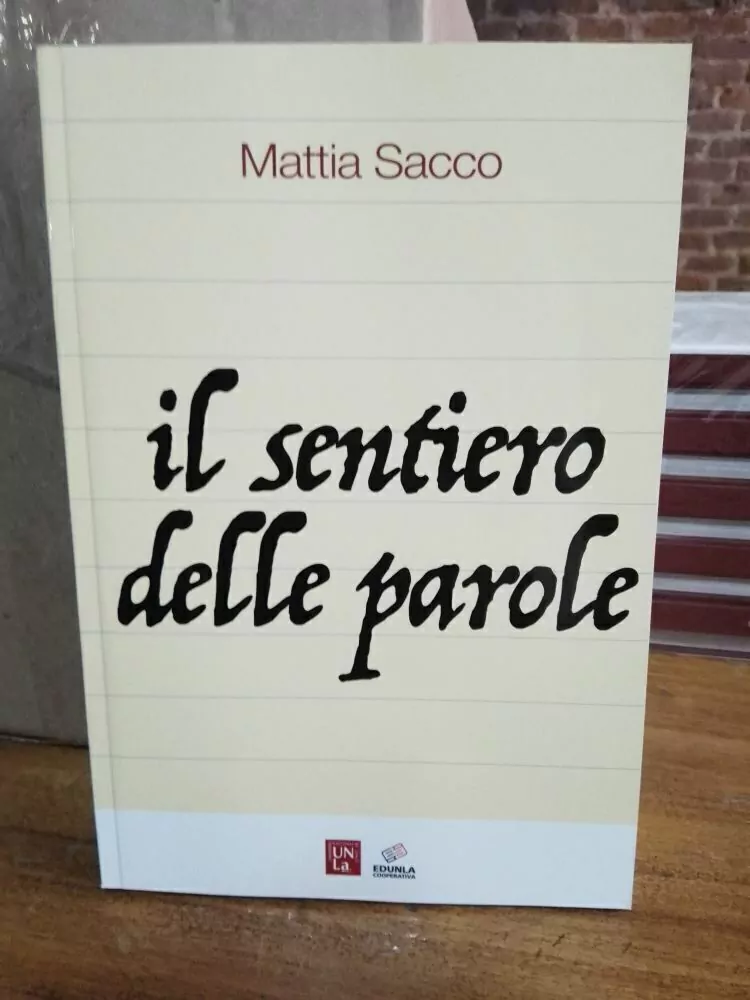 Mattia Sacco
il sentiero
delle parole
UN
La
EDUNLA
COOPERATIVA